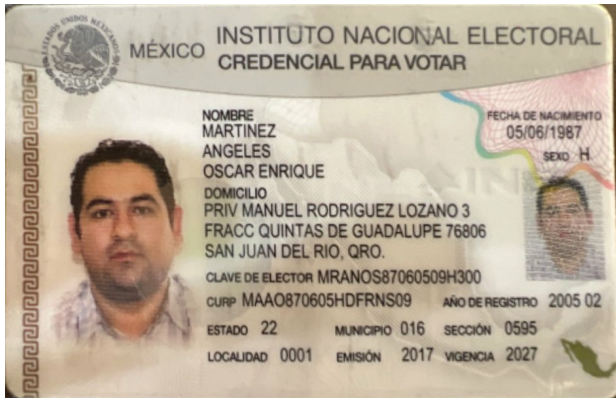 ESTADOS UNIDOS MEXICANOS
MÉXICO INSTITUTO NACIONAL ELECTORAL
CREDENCIAL PARA VOTAR
NOMBRE
MARTINEZ
ANGELES
OSCAR ENRIQUE
FECHA DE NACIMIENTO
05/06/1987
SEXO H
DOMICILIO
PRIV MANUEL RODRIGUEZ LOZANO 3
FRACC QUINTAS DE GUADALUPE 76806
SAN JUAN DEL RIO, QRO.
CLAVE DE ELECTOR MRANOS87060509H300
CURP MAAO870605HDFRNS09 AÑO DE REGISTRO 2005 02
ESTADO 22 MUNICIPIO 016 SECCIÓN 0595
LOCALIDAD 0001 EMISIÓN 2017 VIGENCIA 2027